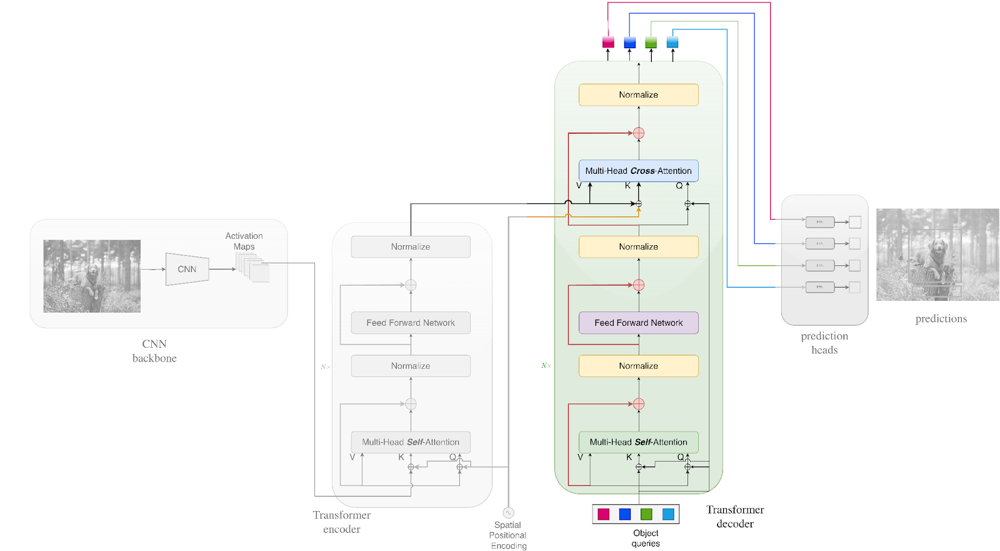 CNN
Activation
Maps
CNN
backbone
Normalize
Feed Forward Network
Normalize
Multi-Head Self-Attention
V
K
Q
N×
Transformer
encoder
Spatial
Positional
Encoding
Normalize
Multi-Head Cross-Attention
V
K
Q
Normalize
Feed Forward Network
Normalize
Multi-Head Self-Attention
V
K
Q
N×
Object
queries
Transformer
decoder
prediction
heads
predictions